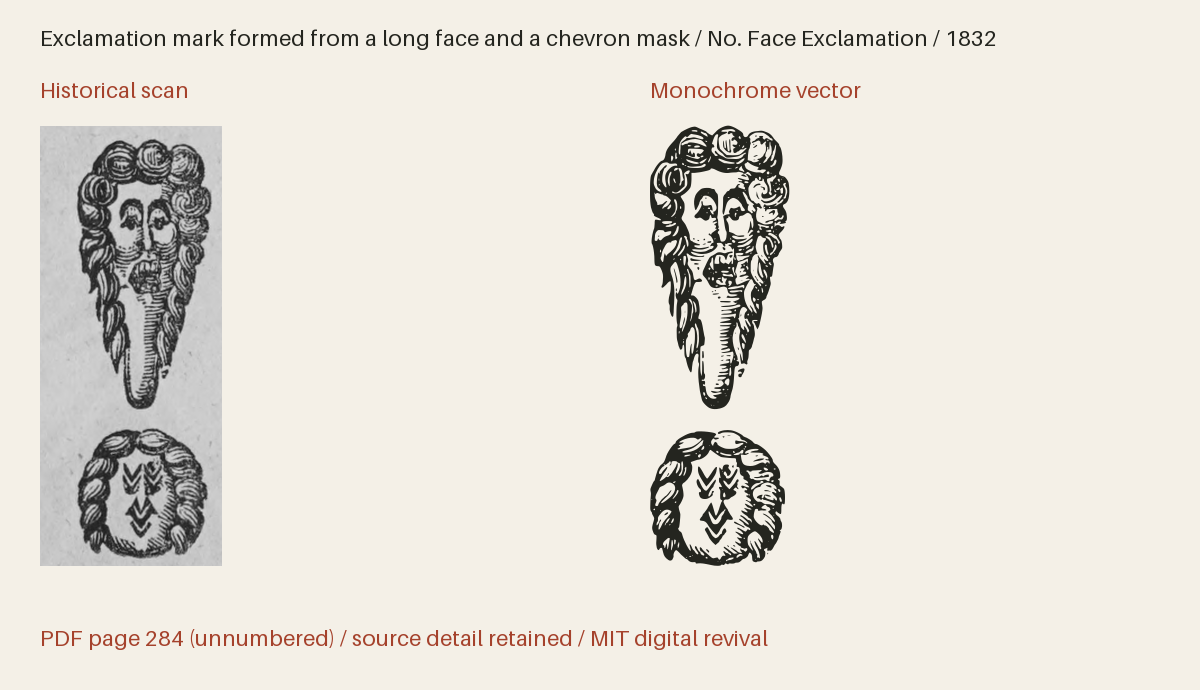 Exclamation mark formed from a long face and a chevron mask / No. Face Exclamation / 1832
Historical scan
Monochrome vector
PDF page 284 (unnumbered) / source detail retained / MIT digital revival